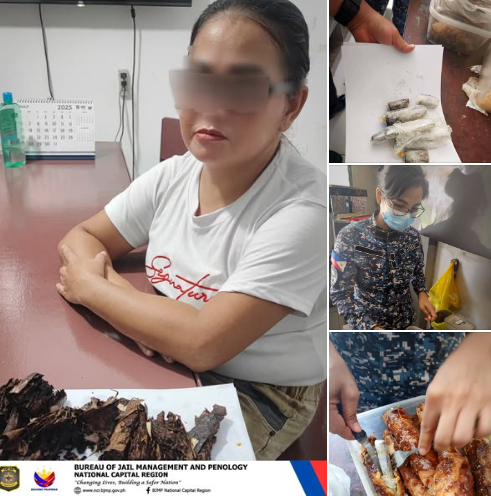 2025
Signature
BUREAU OF JAIL MANAGEMENT AND PENOLOGY
NATIONAL CAPITAL REGION
"Changing Lives, Building a Safer Nation"
www.ncr.bjmp.gov.ph
BJMP National Capital Region